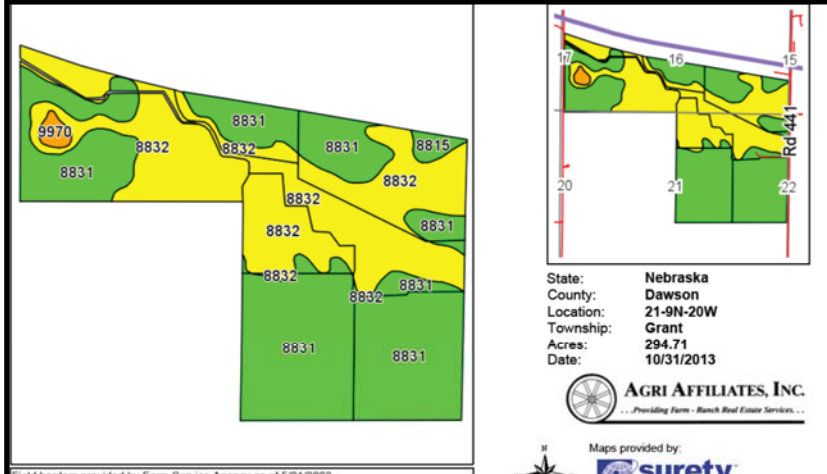 8831
8831
8815
9970
8832
8832
8831
8832
8832
8831
8832
8832
8832
8831
8831
8831
17
16
15
Rd 441
20
21
22
State: Nebraska
County: Dawson
Location: 21-9N-20W
Township: Grant
Acres: 294.71
Date: 10/31/2013
AGRI AFFILIATES, INC.
...Providing Farm - Ranch Real Estate Services...
N
Maps provided by:
surety